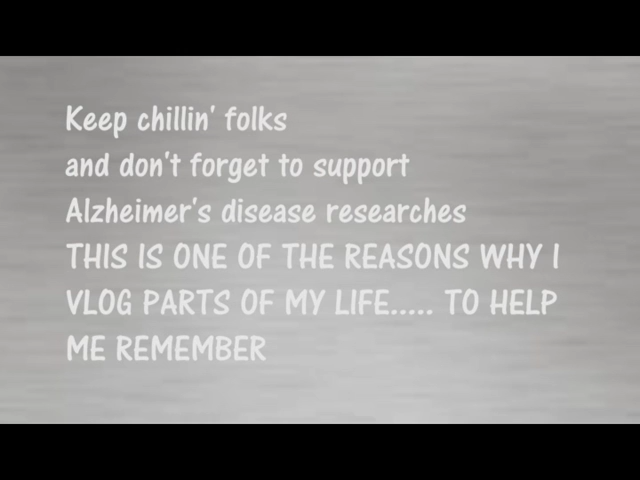 Keep chillin' folks
and don't forget to support
Alzheimer's disease researches
THIS IS ONE OF THE REASONS WHY I
VLOG PARTS OF MY LIFE..... TO HELP
ME REMEMBER